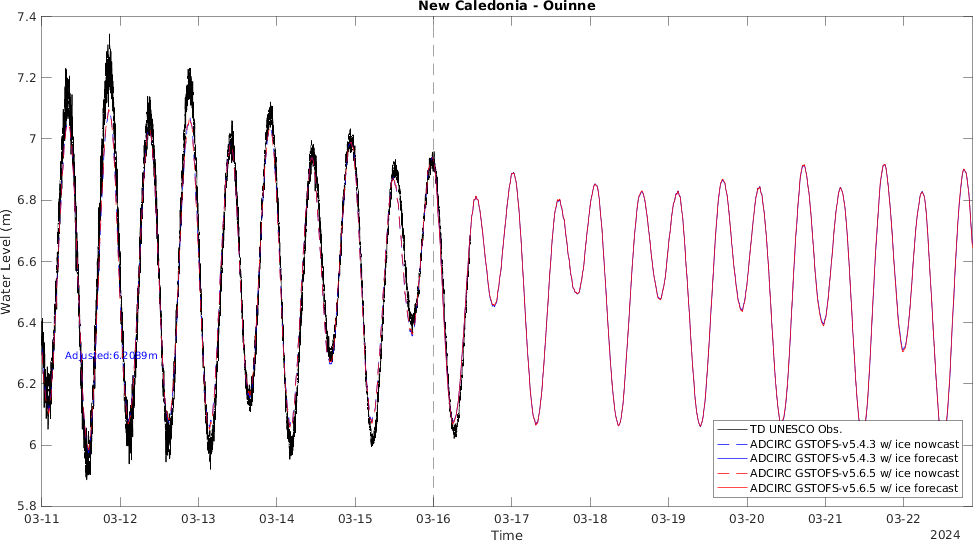 New Caledonia - Ouinne
7.4
7.2
7
6.8
6.6
6.4
6.2
6
5.8
Water Level (m)
Adjusted:6.2039m
TD UNESCO Obs.
ADCIRC GSTOFS-v5.4.3 w/ ice nowcast
ADCIRC GSTOFS-v5.4.3 w/ ice forecast
ADCIRC GSTOFS-v5.6.5 w/ ice nowcast
ADCIRC GSTOFS-v5.6.5 w/ ice forecast
03-11 03-12 03-13 03-14 03-15 03-16 03-17 03-18 03-19 03-20 03-21 03-22
Time
2024